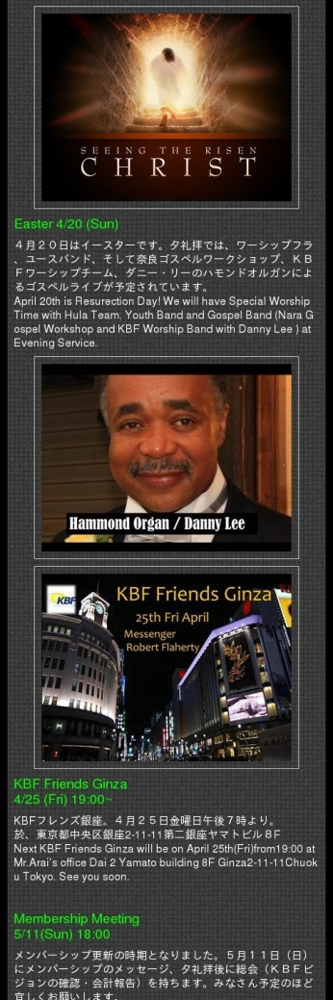 SEEING THE RISEN
CHRIST
Easter 4/20 (Sun)
４月２０日はイースターです。夕礼拝では、ワーシップフラ
、ユースバンド、そして奈良ゴスペルワークショップ、ＫＢ
Ｆワーシップチーム、ダニー・リーのハモンドオルガンによ
るゴスペルライブが予定されています。
April 20th is Resurection Day! We will have Special Worship
Time with Hula Team, Youth Band and Gospel Band (Nara G
ospel Workshop and KBF Worship Band with Danny Lee ) at
Evening Service.
Hammond Organ / Danny Lee
KBF
KBF Friends Ginza
25th Fri April
Messenger
Robert Flaherty
KBF Friends Ginza
4/25 (Fri) 19:00~
KBFフレンズ銀座。４月２５日金曜日午後７時より。
於、東京都中央区銀座2-11-11第二銀座ヤマトビル８F
Next KBF Friends Ginza will be on April 25th(Fri)from19:00 at
Mr.Arai's office Dai 2 Yamato building 8F Ginza2-11-11Chuok
u Tokyo. See you soon.
Membership Meeting
5/11(Sun) 18:00
メンバーシップ更新の時期となりました。５月１１日（日）
にメンバーシップのメッセージ、夕礼拝後に総会（ＫＢＦビ
ジョンの確認・会計報告）を持ちます。みなさん予定のほど
宜しくお願いします。